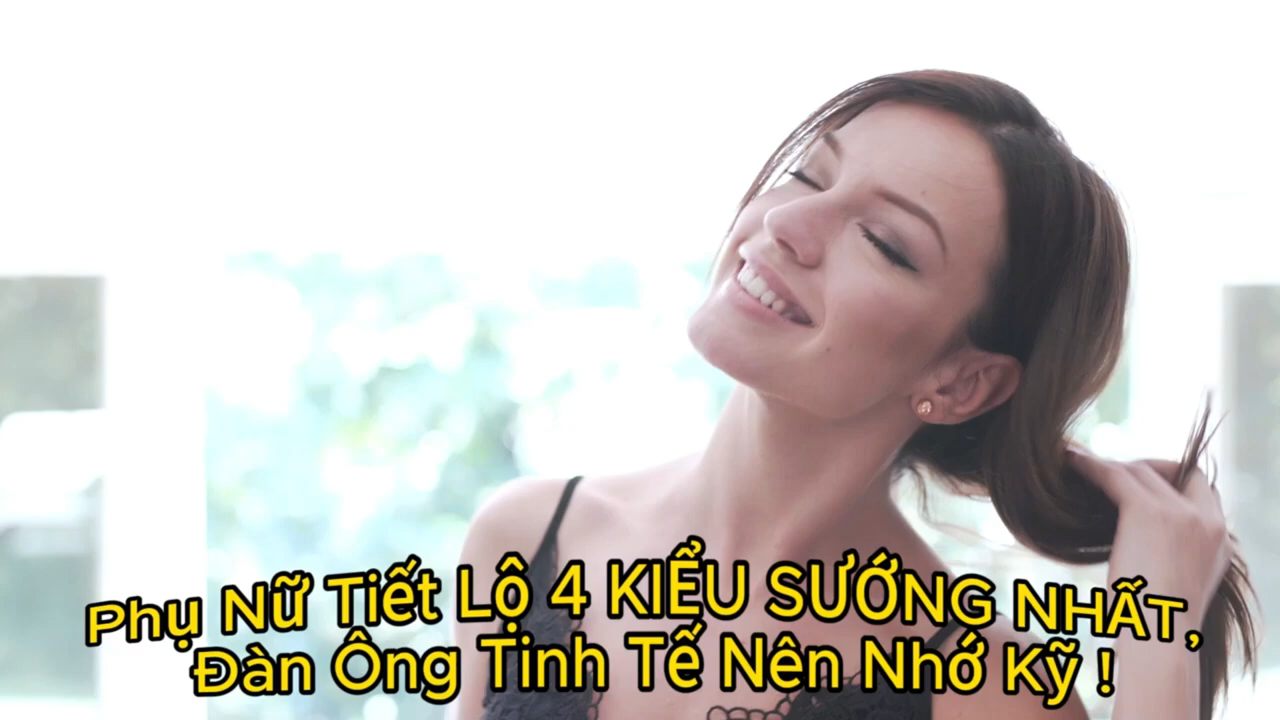 Phụ Nữ Tiết Lộ 4 KIỂU SƯỚNG NHẤT,
Đàn Ông Tinh Tế Nên Nhớ Kỹ !